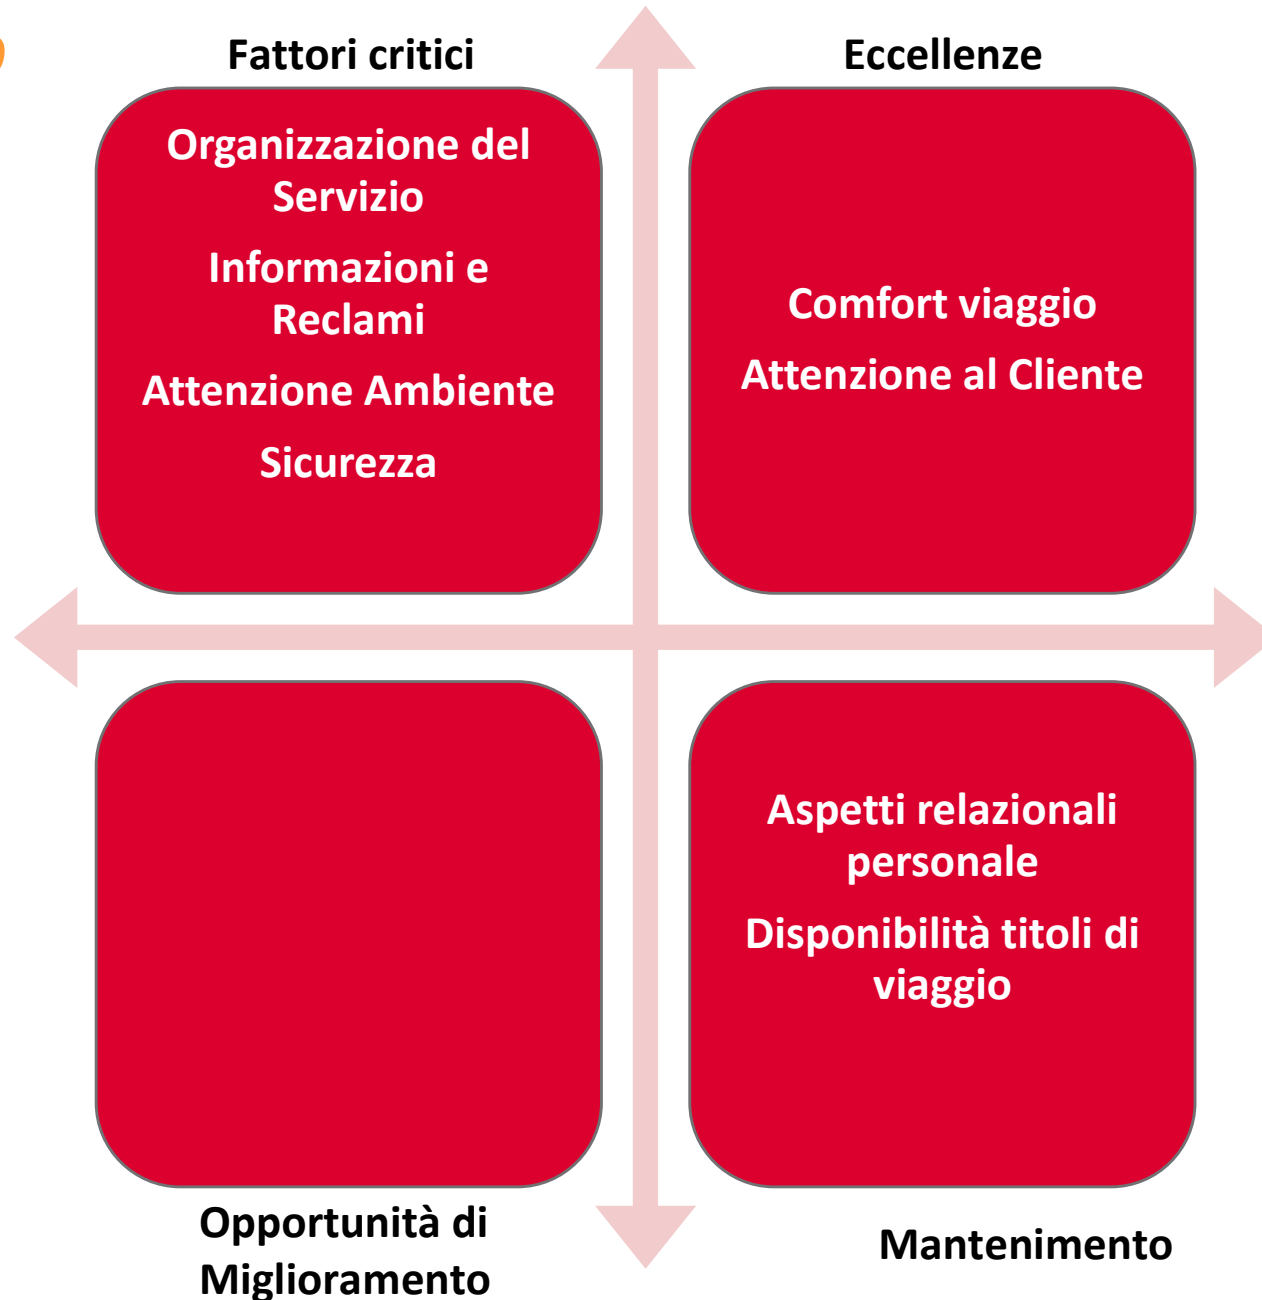 Fattori critici
Eccellenze
Organizzazione del
Servizio
Informazioni e
Reclami
Attenzione Ambiente
Sicurezza
Comfort viaggio
Attenzione al Cliente
Aspetti relazionali
personale
Disponibilità titoli di
viaggio
Opportunità di
Miglioramento
Mantenimento